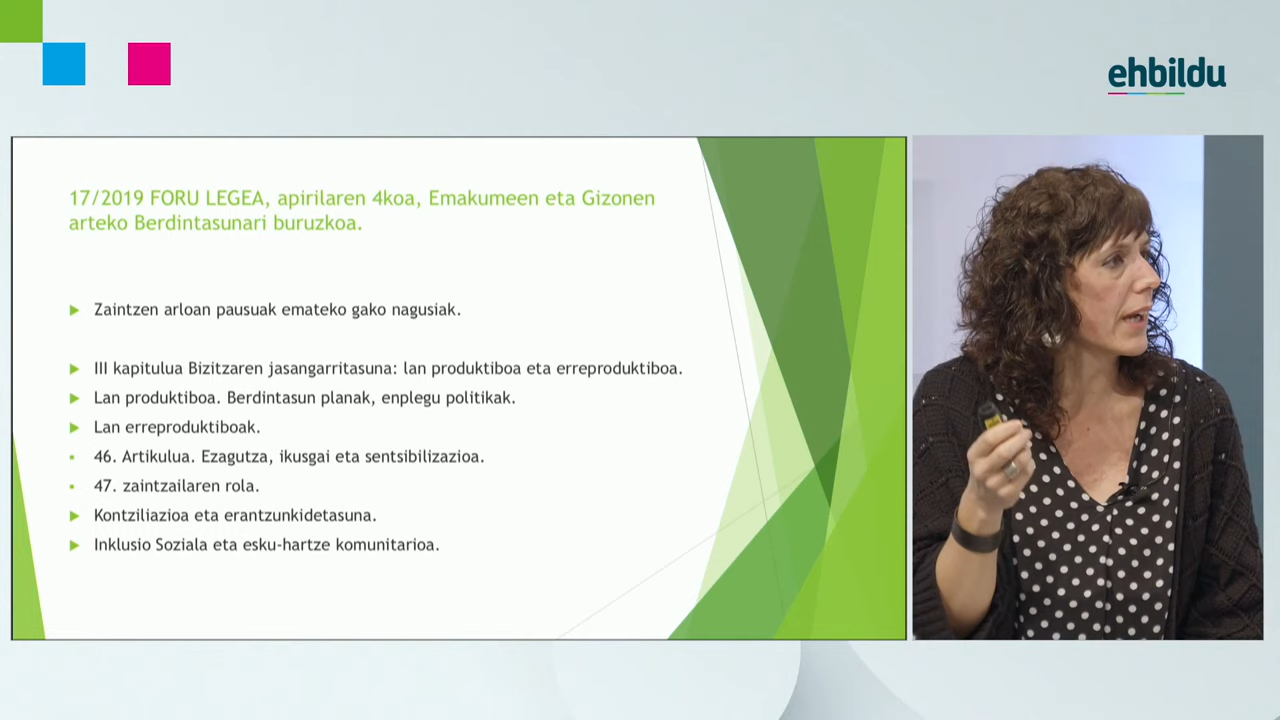 ehbildu
17/2019 FORU LEGEA, apirilaren 4koa, Emakumeen eta Gizonen
arteko Berdintasunari buruzkoa.
Zaintzen arloan pausuak emateko gako nagusiak.
III kapitulua Bizitzaren jasangarritasuna: lan produktiboa eta erreproduktiboa.
Lan produktiboa. Berdintasun planak, enplegu politikak.
Lan erreproduktiboak.
46. Artikulua. Ezagutza, ikusgai eta sentsibilizazioa.
47. zaintzailaren rola.
Kontziliazioa eta erantzunkidetasuna.
Inklusio Soziala eta esku-hartze komunitarioa.